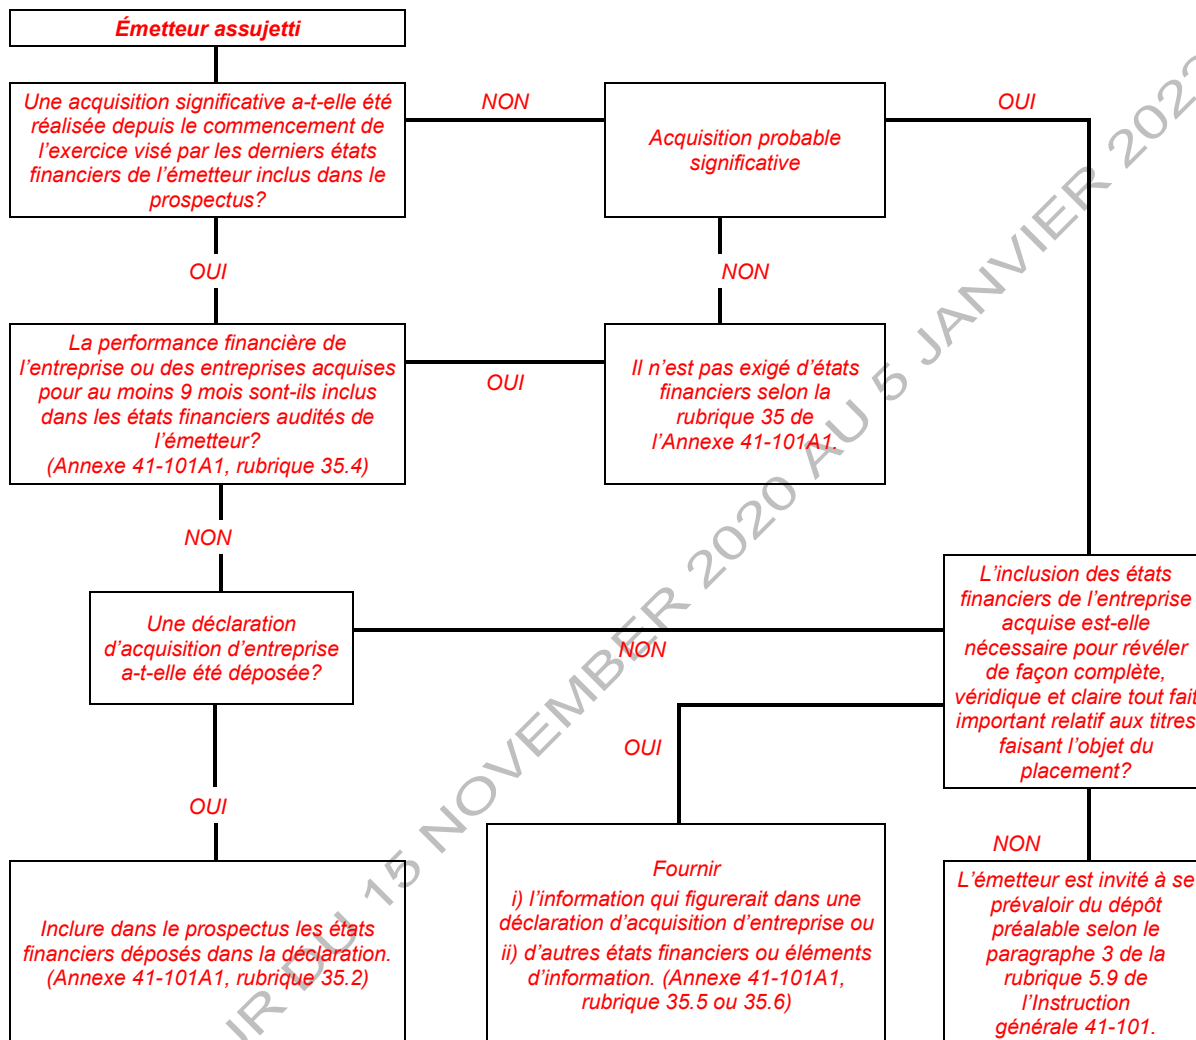 Émetteur assujetti
Une acquisition significative a-t-elle été
réalisée depuis le commencement de
l'exercice visé par les derniers états
financiers de l'émetteur inclus dans le
prospectus?
NON
Acquisition probable
significative
OUI
OUI
NON
La performance financière de
l'entreprise ou des entreprises acquises
pour au moins 9 mois sont-ils inclus
dans les états financiers audités de
l'émetteur?
(Annexe 41-101A1, rubrique 35.4)
OUI
Il n'est pas exigé d'états
financiers selon la
rubrique 35 de
l'Annexe 41-101A1.
NON
Une déclaration
d'acquisition d'entreprise
a-t-elle été déposée?
NON
L'inclusion des états
financiers de l'entreprise
acquise est-elle
nécessaire pour révéler
de façon complète,
véridique et claire tout fait
important relatif aux titres
faisant l'objet du
placement?
OUI
OUI
NON
Inclure dans le prospectus les états
financiers déposés dans la déclaration.
(Annexe 41-101A1, rubrique 35.2)
Fournir
i) l'information qui figurerait dans une
déclaration d'acquisition d'entreprise ou
ii) d'autres états financiers ou éléments
d'information. (Annexe 41-101A1,
rubrique 35.5 ou 35.6)
L'émetteur est invité à se
prévaloir du dépôt
préalable selon le
paragraphe 3 de la
rubrique 5.9 de
l'Instruction
générale 41-101.
IR DU 15 NOVEMBER 2020 AU 5 JANVIER 202